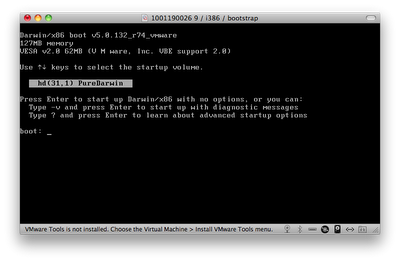 1001190026 9 / i386 / bootstrap
Darwin/x86 boot v5.0.132_r74_vmware
127MB memory
VESA v2.0 62MB (V M ware, Inc. VBE support 2.0)
Use ↑↓ keys to select the startup volume.
hd(31,1) PureDarwin
Press Enter to start up Darwin/x86 with no options, or you can:
Type -v and press Enter to start up with diagnostic messages
Type ? and press Enter to learn about advanced startup options
boot: _
VMware Tools is not installed. Choose the Virtual Machine > Install VMware Tools menu.